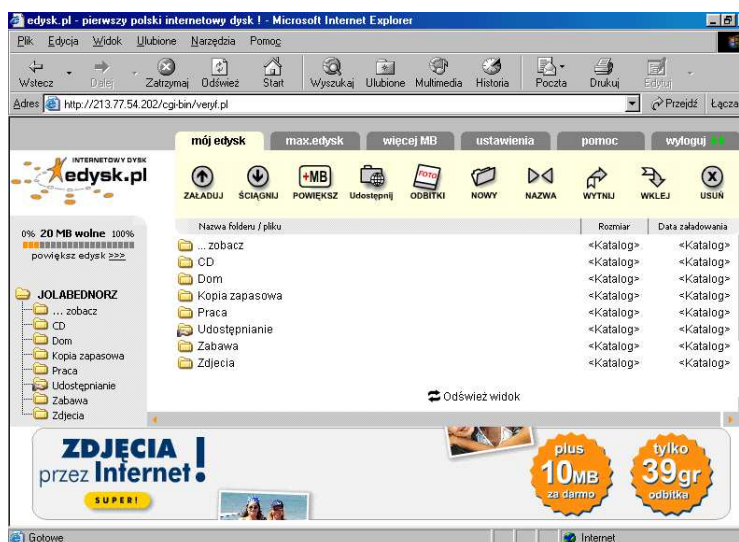 edysk.pl - pierwszy polski internetowy dysk ! - Microsoft Internet Explorer
Plik Edycja Widok Ulubione Narzędzia Pomoc
Wstecz Dalej Zatrzymaj Odśwież Start Wyszukaj Ulubione Multimedia Historia Poczta Drukuj Edytuj
Adres http://213.77.54.202/cgi-bin/veryf.pl Przejdź Łącza
mój edysk max.edysk więcej MB ustawienia pomoc wyloguj
INTERNETOWY DYSK
edysk.pl
+MB FOTO
ZAŁADUJ ŚCIĄGNIJ POWIĘKSZ Udostępnij ODBITKI NOWY NAZWA WYTNIJ WKLEJ USUŃ
0% 20 MB wolne 100%
powiększ edysk >>>
JOLABEDNORZ
... zobacz
CD
Dom
Kopia zapasowa
Praca
Udostępnianie
Zabawa
Zdjecia
Nazwa folderu / pliku Rozmiar Data załadowania
... zobacz <Katalog> <Katalog>
CD <Katalog> <Katalog>
Dom <Katalog> <Katalog>
Kopia zapasowa <Katalog> <Katalog>
Praca <Katalog> <Katalog>
Udostępnianie <Katalog> <Katalog>
Zabawa <Katalog> <Katalog>
Zdjecia <Katalog> <Katalog>
Odśwież widok
ZDJĘCIA
przez Internet!
SUPER!
plus
10MB
za darmo
tylko
39gr
odbitka
Gotowe Internet